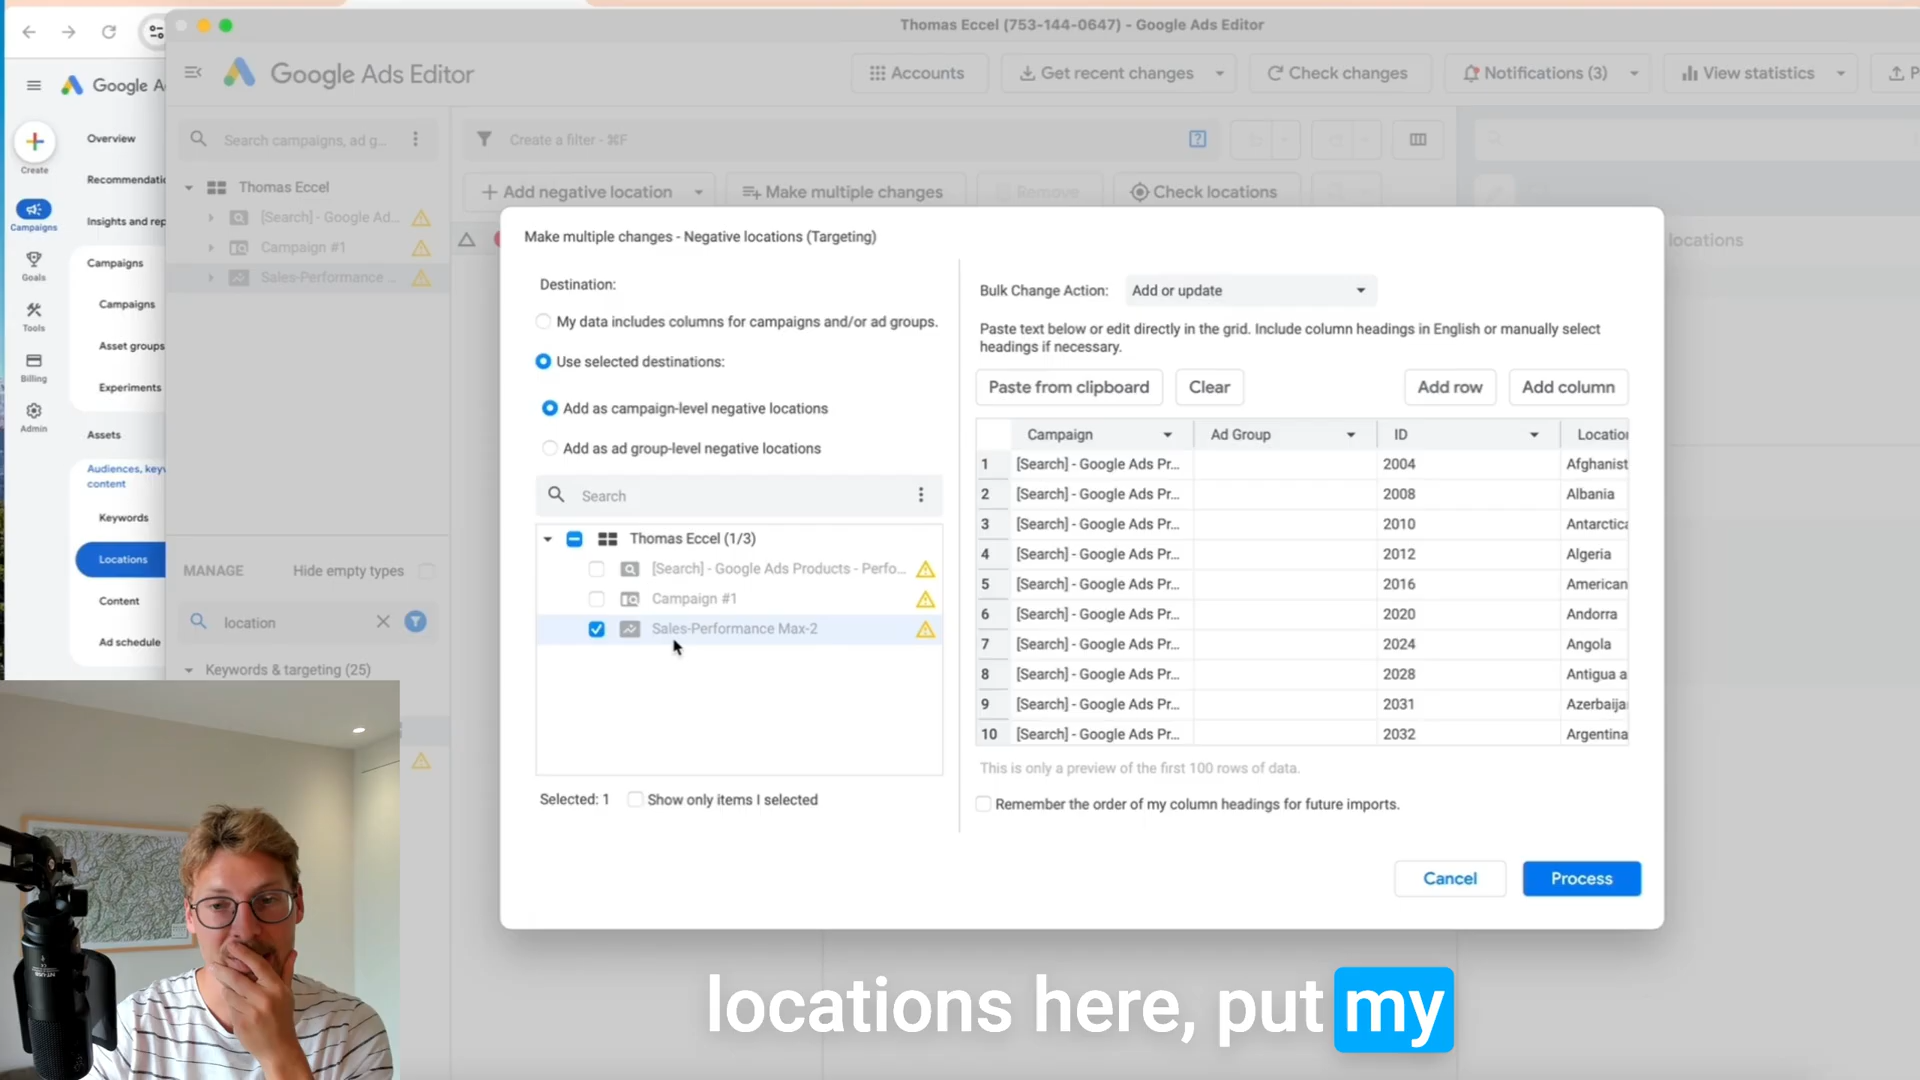 Thomas Eccel (753-144-0647) - Google Ads Editor
Google Ads Editor
Accounts
Get recent changes
Check changes
Notifications (3)
View statistics
Google A
Create
Campaigns
Goals
Tools
Billing
Admin
Overview
Recommendatio
Insights and rep
Campaigns
Campaigns
Asset groups
Experiments
Assets
Audiences, keyw
content
Keywords
Locations
Content
Ad schedule
Search campaigns, ad g...
Thomas Eccel
[Search] - Google Ad...
Campaign #1
Sales-Performance ...
MANAGE
Hide empty types
location
Keywords & targeting (25)
Create a filter - ⌘F
Add negative location
Make multiple changes
Remove
Check locations
locations
Make multiple changes - Negative locations (Targeting)
Destination:
My data includes columns for campaigns and/or ad groups.
Use selected destinations:
Add as campaign-level negative locations
Add as ad group-level negative locations
Search
Thomas Eccel (1/3)
[Search] - Google Ads Products - Perfo...
Campaign #1
Sales-Performance Max-2
Selected: 1
Show only items I selected
Bulk Change Action:
Add or update
Paste text below or edit directly in the grid. Include column headings in English or manually select
headings if necessary.
Paste from clipboard
Clear
Add row
Add column
Campaign Ad Group ID Location
1 [Search] - Google Ads Pr... 2004 Afghanist
2 [Search] - Google Ads Pr... 2008 Albania
3 [Search] - Google Ads Pr... 2010 Antarctica
4 [Search] - Google Ads Pr... 2012 Algeria
5 [Search] - Google Ads Pr... 2016 American
6 [Search] - Google Ads Pr... 2020 Andorra
7 [Search] - Google Ads Pr... 2024 Angola
8 [Search] - Google Ads Pr... 2028 Antigua a
9 [Search] - Google Ads Pr... 2031 Azerbaija
10 [Search] - Google Ads Pr... 2032 Argentina
This is only a preview of the first 100 rows of data.
Remember the order of my column headings for future imports.
Cancel
Process
locations here, put my